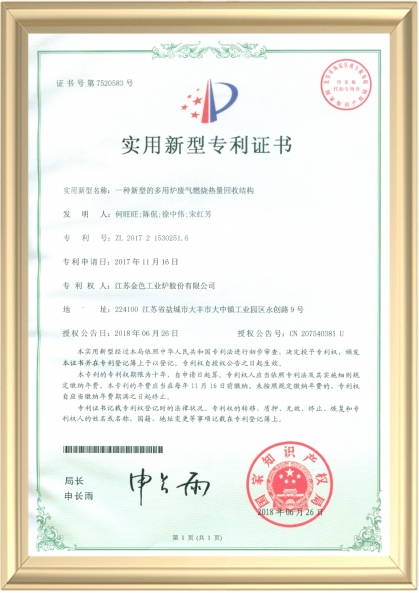 证书号第7520583号
实用新型专利证书
实用新型名称：一种新型的多用炉废气燃烧热量回收结构
发 明 人：何旺旺;陈侃;徐中伟;宋红芳
专 利 号：ZL 2017 2 1530251.6
专利申请日：2017年11月16日
专 利 权 人：江苏金色工业炉股份有限公司
地 址：224100 江苏省盐城市大丰市大中镇工业园区永创路9号
授权公告日：2018年06月26日 授权公告号：CN 207540381 U
本实用新型经过本局依照中华人民共和国专利法进行初步审查，决定授予专利权，颁发
本证书并在专利登记簿上予以登记。专利权自授权公告之日起生效。
本专利的专利权期限为十年，自申请日起算。专利权人应当依照专利法及其实施细则规
定缴纳年费。本专利的年费应当在每年11月16日前缴纳。未按照规定缴纳年费的，专利权
自应当缴纳年费期满之日起终止。
专利证书记载专利权登记时的法律状况。专利权的转移、质押、无效、终止、恢复和专
利权人的姓名或名称、国籍、地址变更等事项记载在专利登记簿上。
局长
申长雨
申长雨
国家知识产权局
2018年06月26日
第 1 页 (共 1 页)